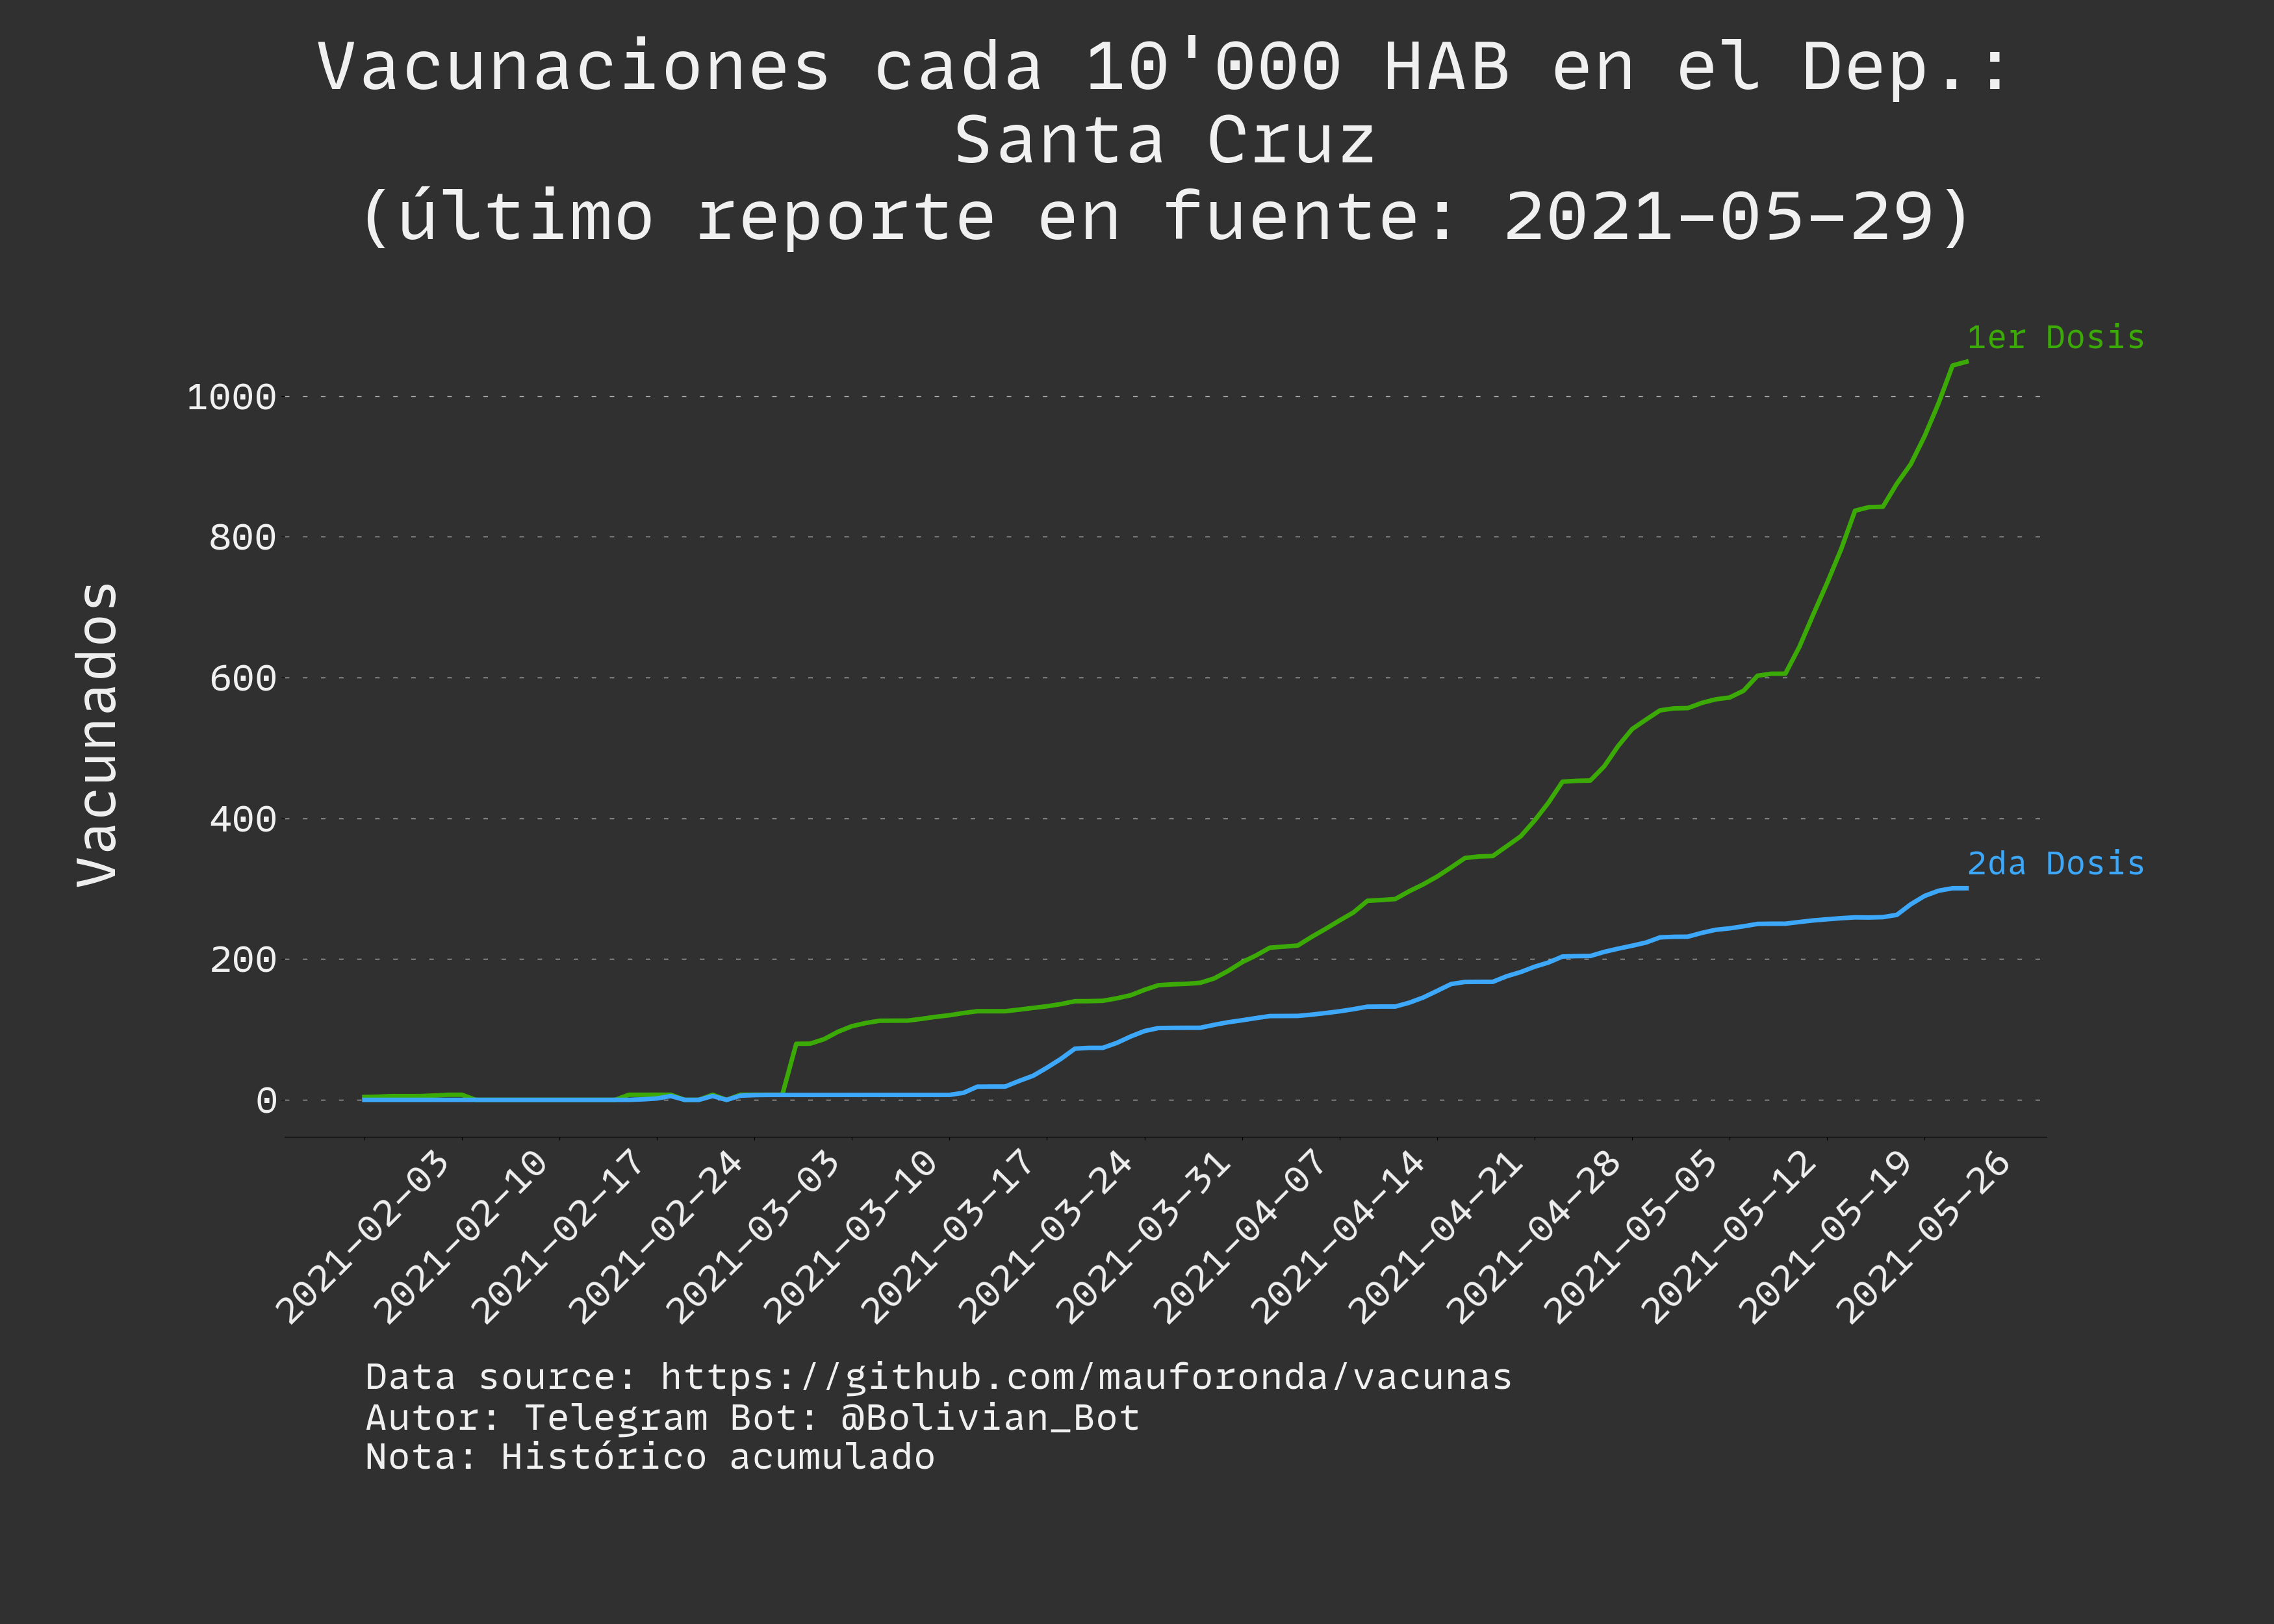 Vacunaciones cada 10'000 HAB en el Dep.:
Santa Cruz
(último reporte en fuente: 2021-05-29)
1er Dosis
1000
800
600
400
2da Dosis
200
0
Vacunados
2021-02-03
2021-02-10
2021-02-17
2021-02-24
2021-03-03
2021-03-10
2021-03-17
2021-03-24
2021-03-31
2021-04-07
2021-04-14
2021-04-21
2021-04-28
2021-05-05
2021-05-12
2021-05-19
2021-05-26
Data source: https://github.com/mauforonda/vacunas
Autor: Telegram Bot: @Bolivian_Bot
Nota: Histórico acumulado